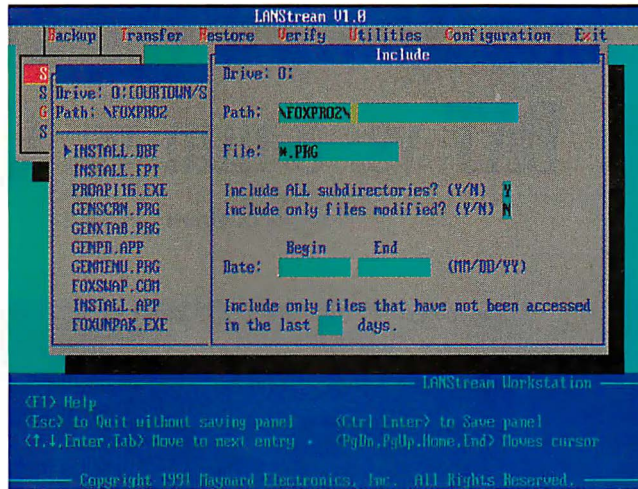 LANStream V1.0
Backup Transfer Restore Verify Utilities Configuration Exit
Include
S
S
G
S
Drive: O:[COURTOWN/S
Path: \FOXPRO2
▶INSTALL.DBF
INSTALL.FPT
PROAPI16.EXE
GENSCRN.PRG
GENXTAB.PRG
GENPD.APP
GENMENU.PRG
FOXSWAP.COM
INSTALL.APP
FOXUNPAK.EXE
Drive: O:
Path: \FOXPRO2\
File: *.PRG
Include ALL subdirectories? (Y/N) Y
Include only files modified? (Y/N) N
Begin End
Date: (MM/DD/YY)
Include only files that have not been accessed
in the last days.
LANStream Workstation
<F1> Help
<Esc> to Quit without saving panel <Ctrl Enter> to Save panel
<↑,↓,Enter,Tab> Move to next entry • <PgDn,PgUp,Home,End> Moves cursor
Copyright 1991 Maynard Electronics, Inc. All Rights Reserved.